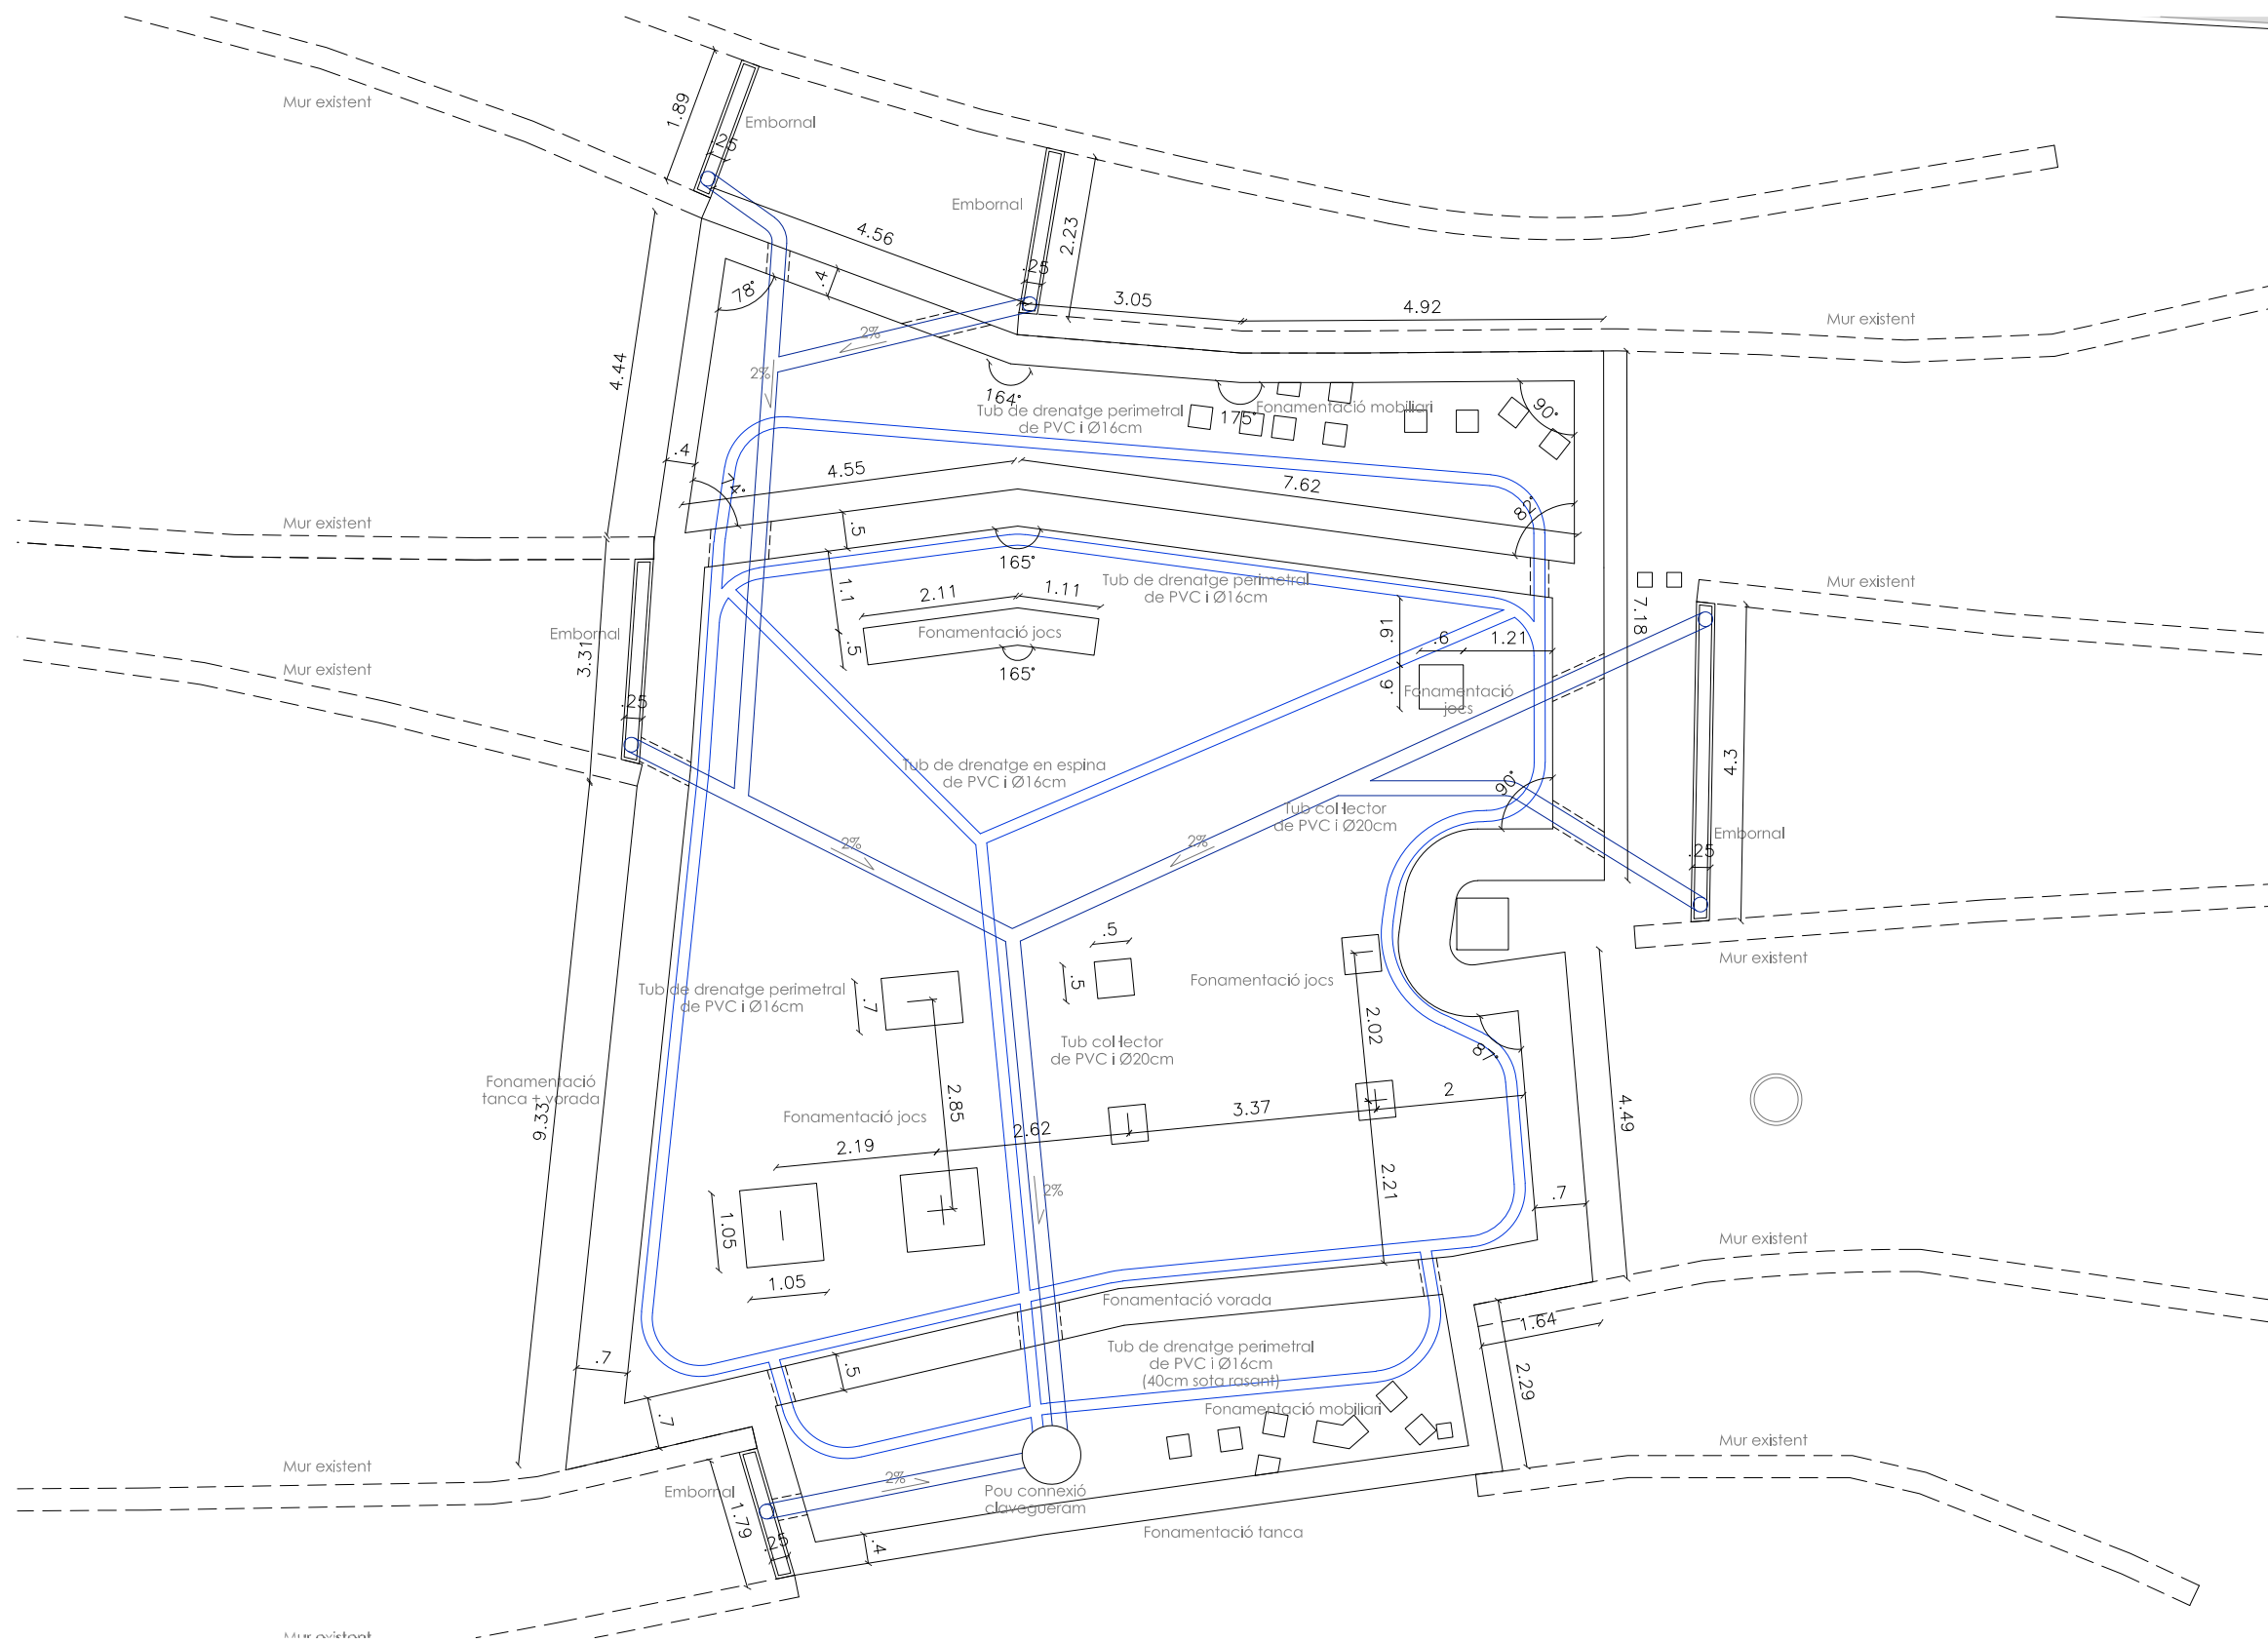 Mur existent
1.89
Embornal
.25
Embornal
2.23
4.56
.25
.4
78°
3.05
4.92
Mur existent
2%
2%
4.44
164°
175°
90°
Tub de drenatge perimetral
de PVC i Ø16cm
Fonamentació mobiliari
.4
4.55
7.62
74°
82°
Mur existent
.5
165°
Tub de drenatge perimetral
de PVC i Ø16cm
Mur existent
1.1
2.11
1.11
7.18
Fonamentació jocs
.5
165°
.91
.6
1.21
.6
Embornal
3.31
Mur existent
.25
Fonamentació
jocs
Tub de drenatge en espina
de PVC i Ø16cm
90°
4.3
Tub col·lector
de PVC i Ø20cm
2%
2%
Embornal
.25
.5
.5
Fonamentació jocs
Mur existent
Tub de drenatge perimetral
de PVC i Ø16cm
.7
2.02
Tub col·lector
de PVC i Ø20cm
87°
Fonamentació
tanca + vorada
9.33
2.85
Fonamentació jocs
2.19
2.62
3.37
2
4.49
2.21
2%
.7
1.05
1.05
Mur existent
Fonamentació vorada
1.64
.7
.5
Tub de drenatge perimetral
de PVC i Ø16cm
(40cm sota rasant)
2.29
.7
Fonamentació mobiliari
Mur existent
Mur existent
2%
Embornal
1.79
Pou connexió
clavegueram
.25
.4
Fonamentació tanca
Mur existent